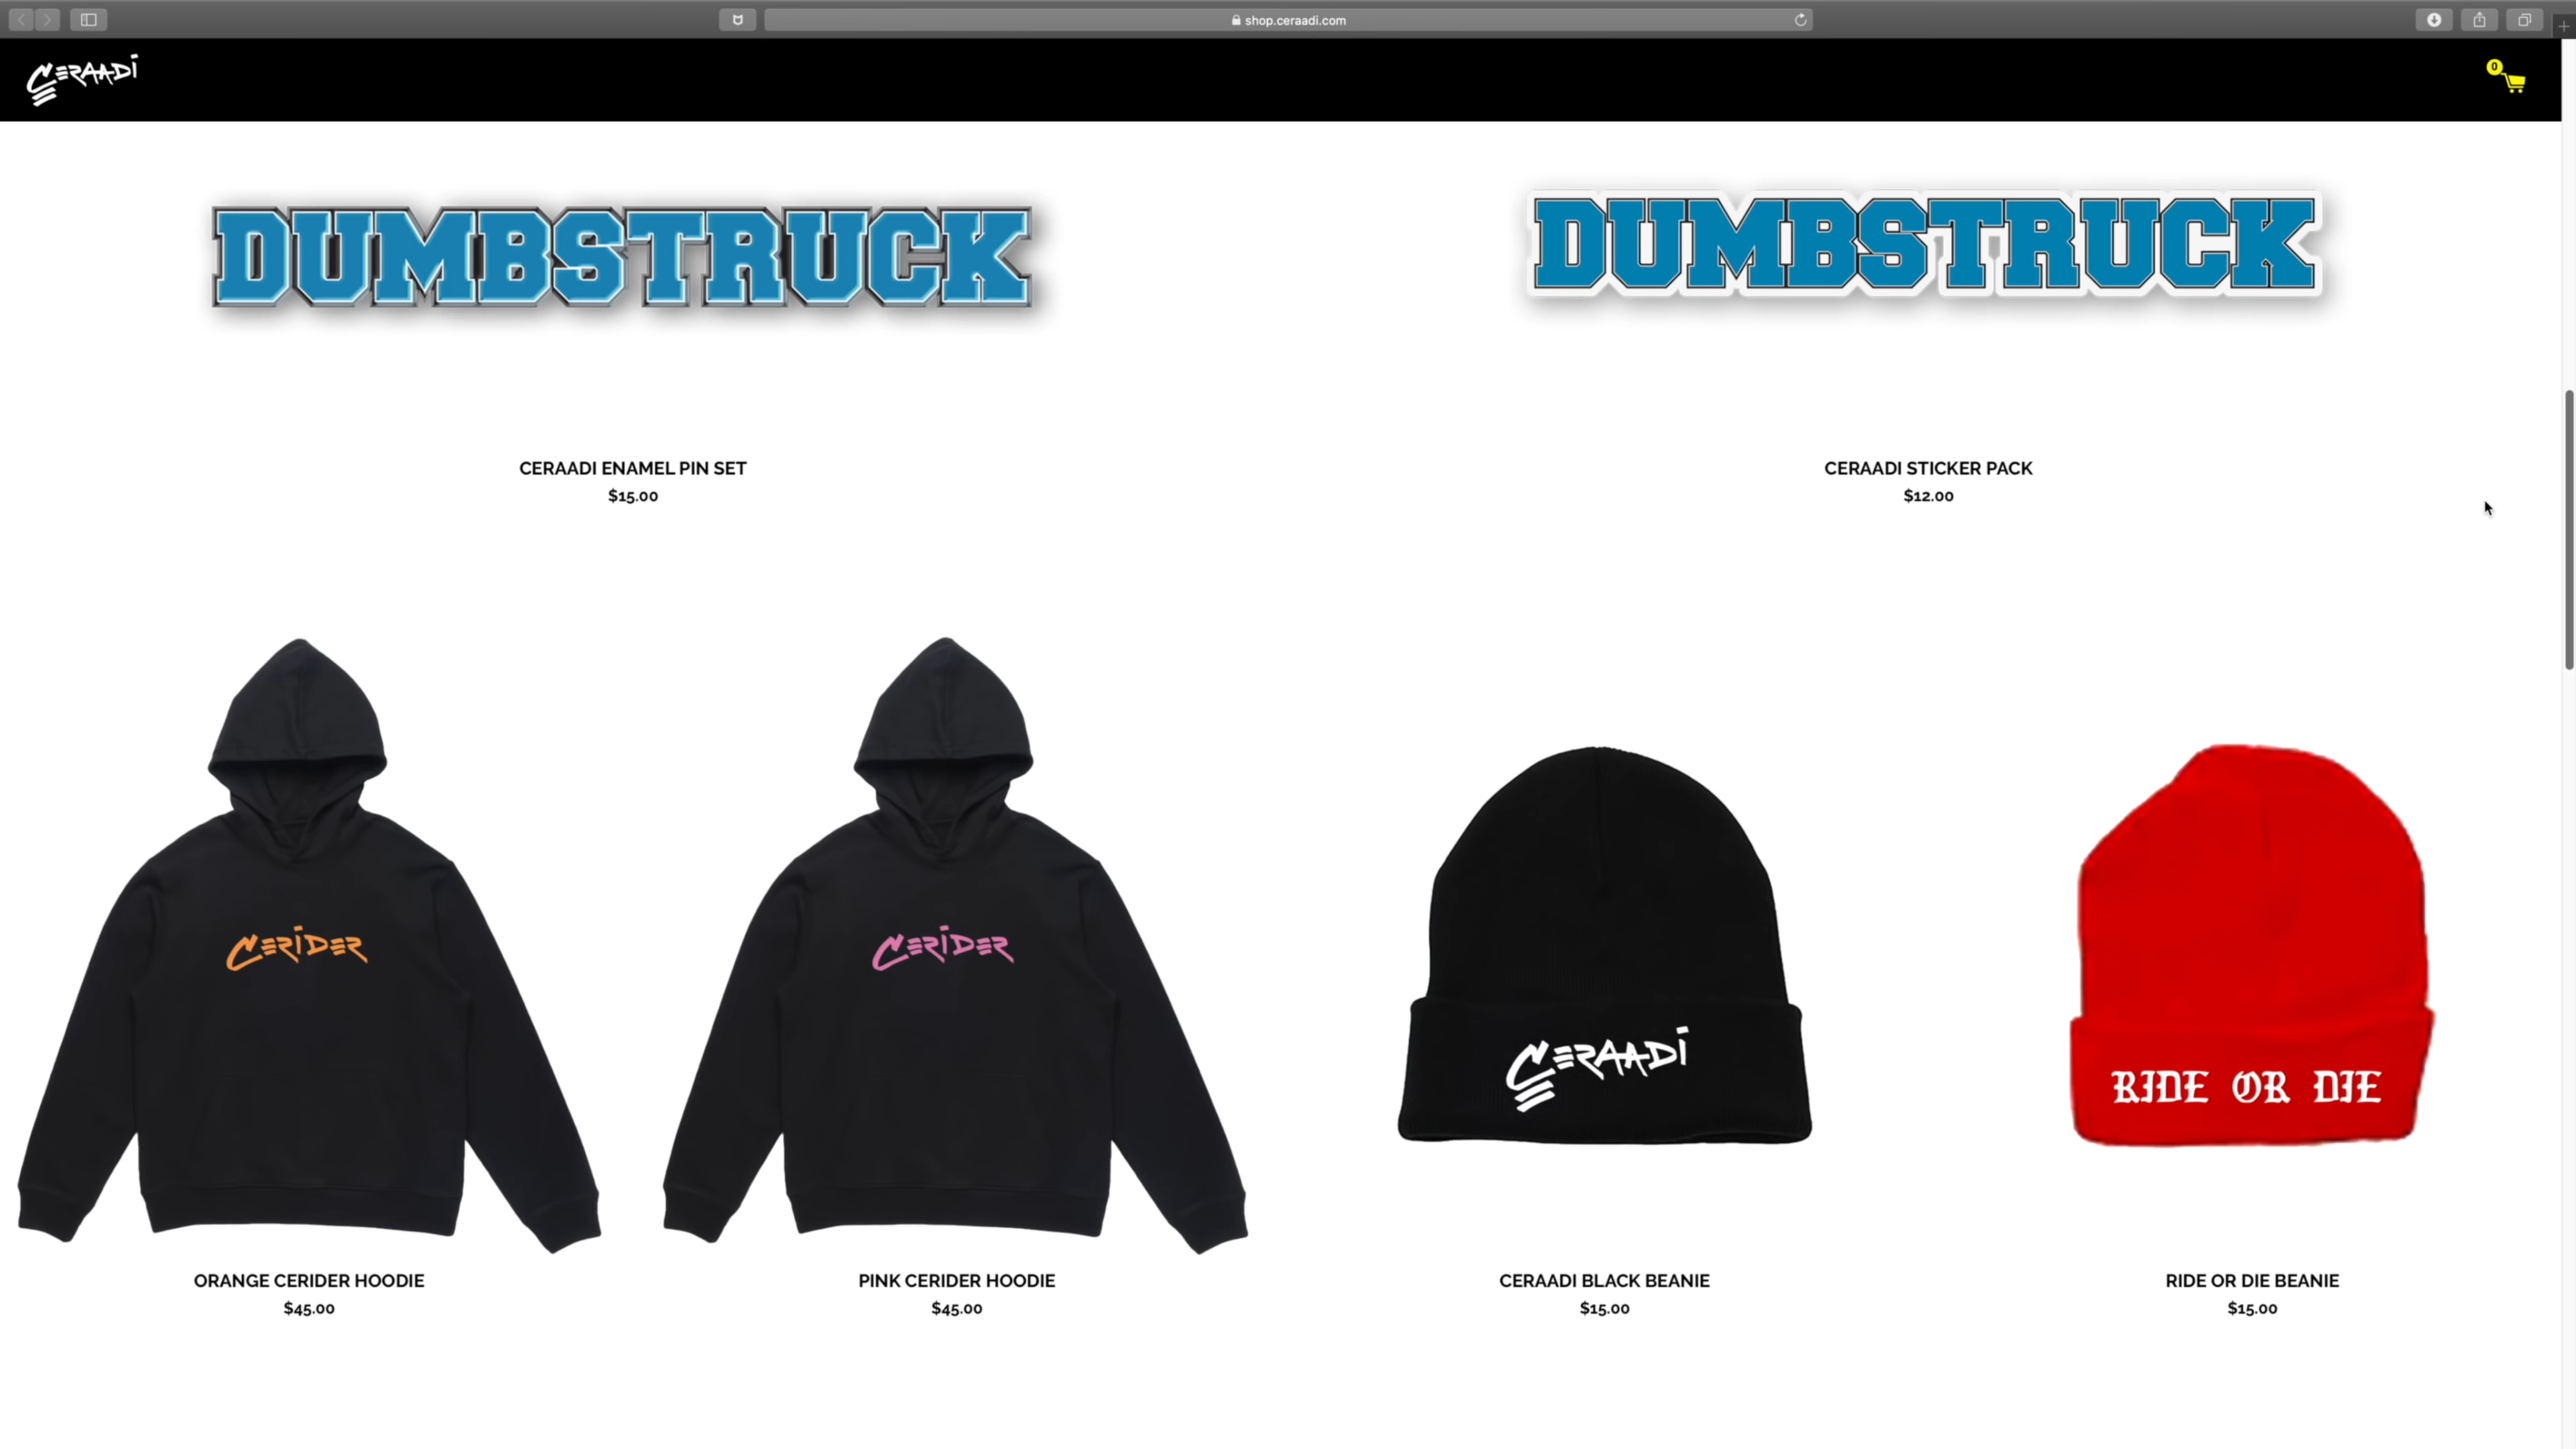 shop.ceraadi.com
CERAADI
0
DUMBSTRUCK
DUMBSTRUCK
CERAADI ENAMEL PIN SET
$15.00
CERAADI STICKER PACK
$12.00
CERIDER
CERIDER
CERAADI
RIDE OR DIE
ORANGE CERIDER HOODIE
$45.00
PINK CERIDER HOODIE
$45.00
CERAADI BLACK BEANIE
$15.00
RIDE OR DIE BEANIE
$15.00